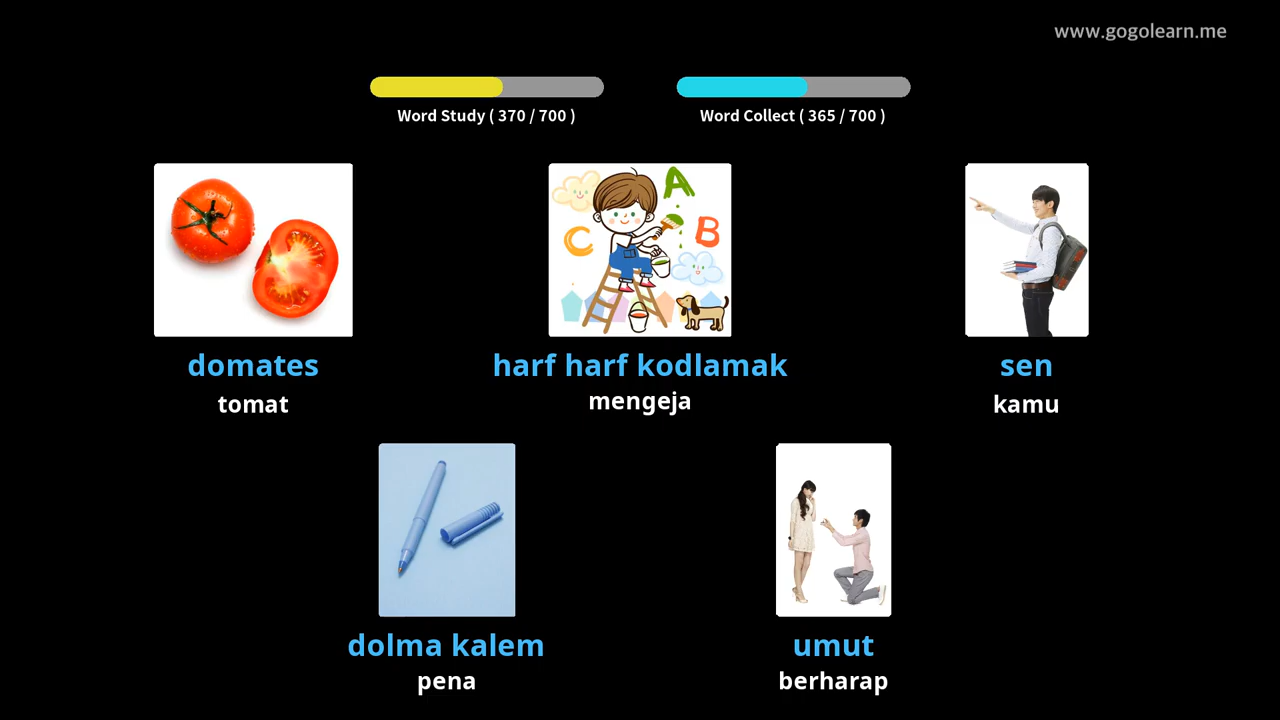 www.gogolearn.me
Word Study ( 370 / 700 )
Word Collect ( 365 / 700 )
A
B
C
domates
tomat
harf harf kodlamak
mengeja
sen
kamu
dolma kalem
pena
umut
berharap